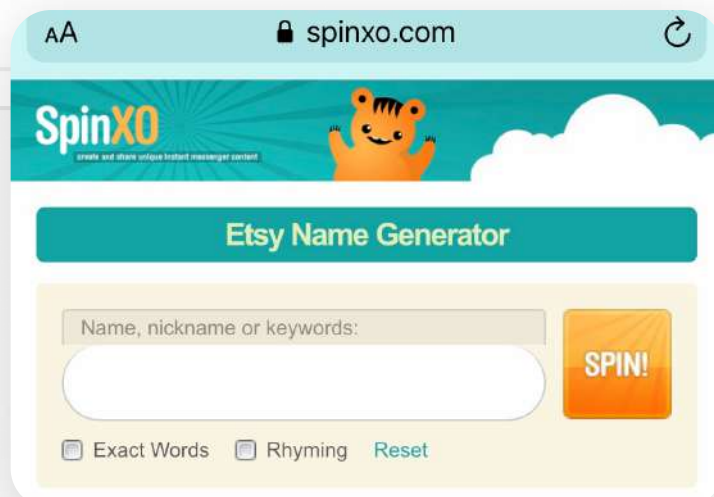 AA
spinxo.com
SpinXO
create and share unique instant messenger content
Etsy Name Generator
Name, nickname or keywords:
SPIN!
Exact Words Rhyming Reset